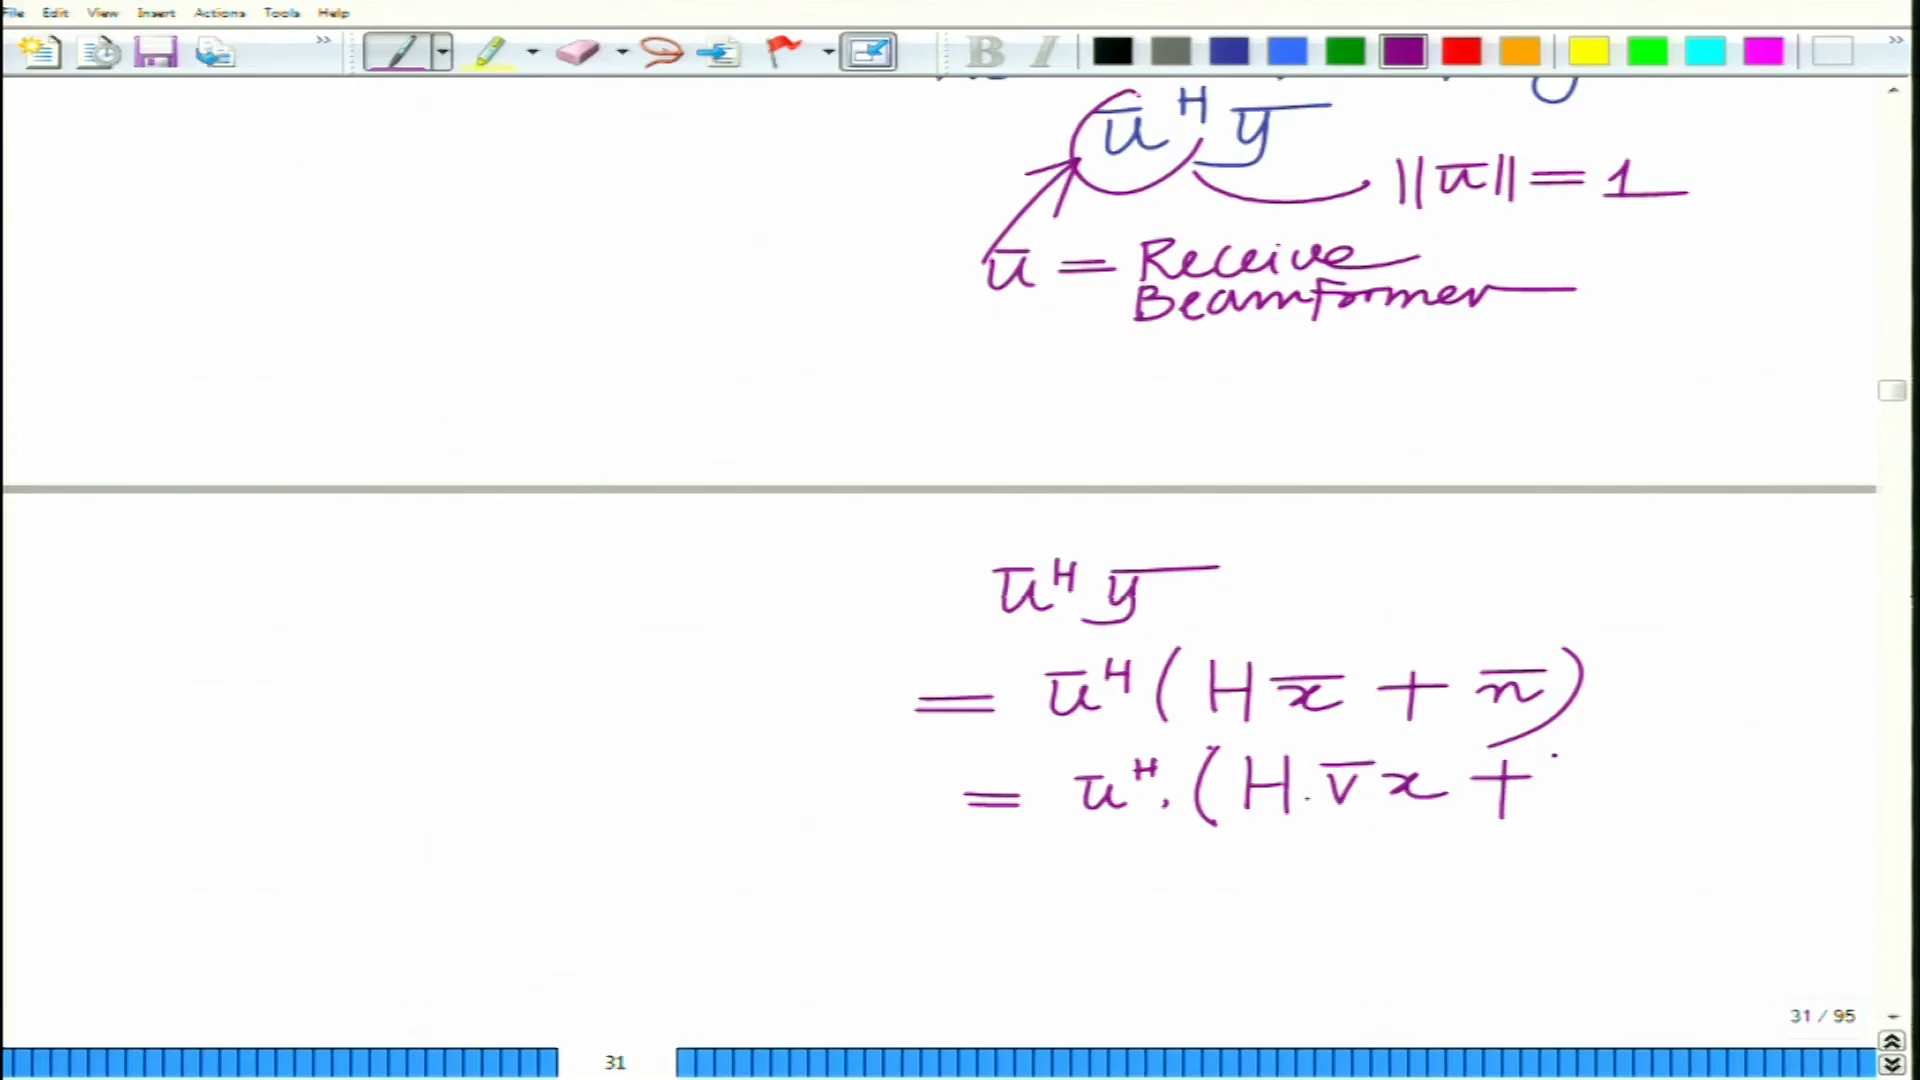 File Edit View Insert Actions Tools Help
B I
ū^H ȳ
||ū|| = 1
ū = Receive
Beamformer
ū^H ȳ
= ū^H ( H x̄ + n̄ )
= ū^H . ( H . v̄ x +
31 / 95
31